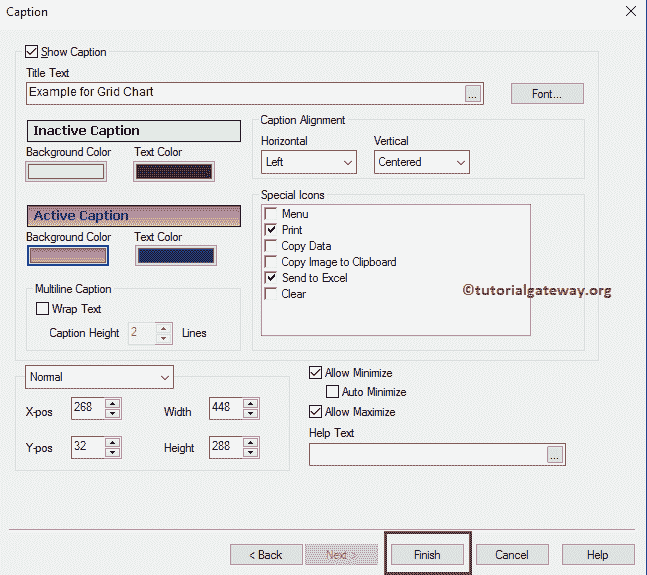 Caption
Show Caption
Title Text
Example for Grid Chart
...
Font...
Inactive Caption
Background Color
Text Color
Active Caption
Background Color
Text Color
Multiline Caption
Wrap Text
Caption Height
2
Lines
Caption Alignment
Horizontal
Vertical
Left
Centered
Special Icons
Menu
Print
Copy Data
Copy Image to Clipboard
Send to Excel
Clear
©tutorialgateway.org
Normal
X-pos
268
Width
448
Y-pos
32
Height
288
Allow Minimize
Auto Minimize
Allow Maximize
Help Text
...
< Back
Next >
Finish
Cancel
Help